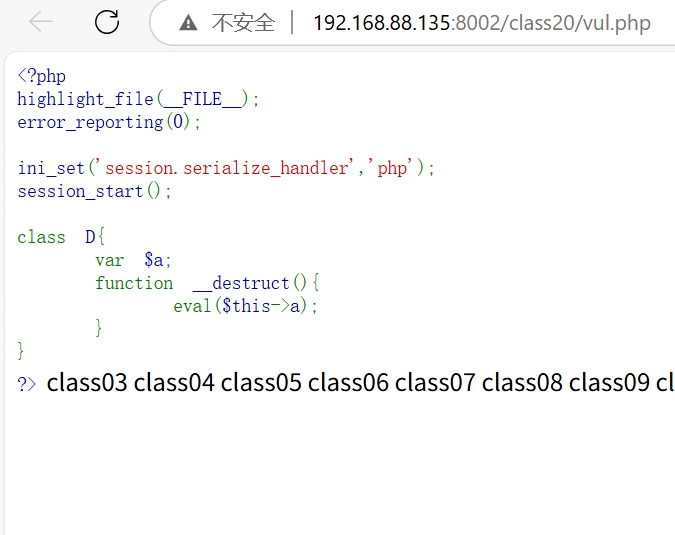 不安全 | 192.168.88.135:8002/class20/vul.php
<?php
highlight_file(__FILE__);
error_reporting(0);
ini_set('session.serialize_handler','php');
session_start();
class D{
var $a;
function __destruct(){
eval($this->a);
}
}
?> class03 class04 class05 class06 class07 class08 class09 cl